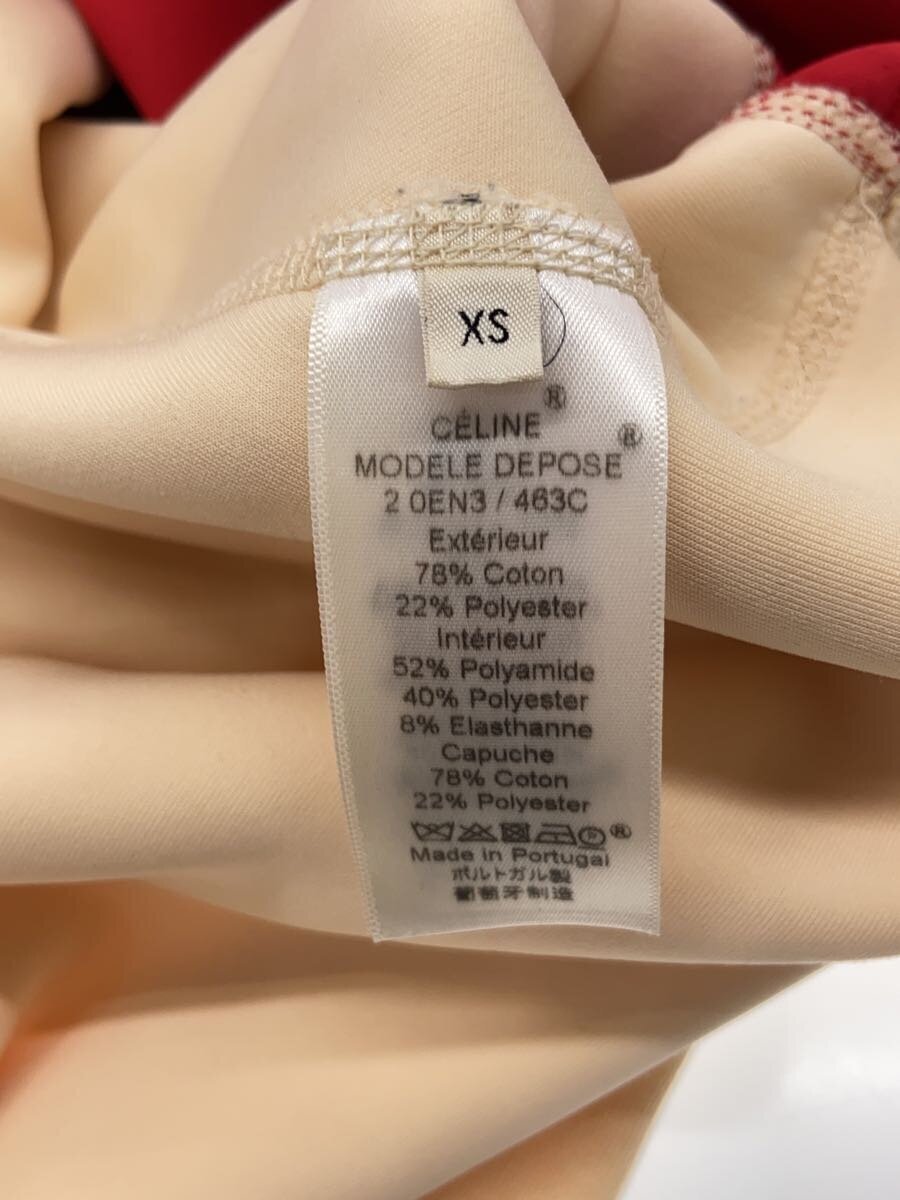 XS
CÉLINE®
MODELE DEPOSE®
2 0EN3 / 463C
Extérieur
78% Coton
22% Polyester
Intérieur
52% Polyamide
40% Polyester
8% Elasthanne
Capuche
78% Coton
22% Polyester
®
Made in Portugal
ポルトガル製
葡萄牙制造